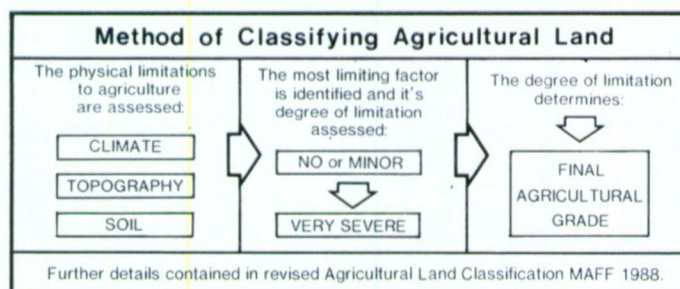 Method of Classifying Agricultural Land
The physical limitations
to agriculture
are assessed:
CLIMATE
TOPOGRAPHY
SOIL
The most limiting factor
is identified and it's
degree of limitation
assessed:
NO or MINOR
VERY SEVERE
The degree of limitation
determines:
FINAL
AGRICULTURAL
GRADE
Further details contained in revised Agricultural Land Classification MAFF 1988.